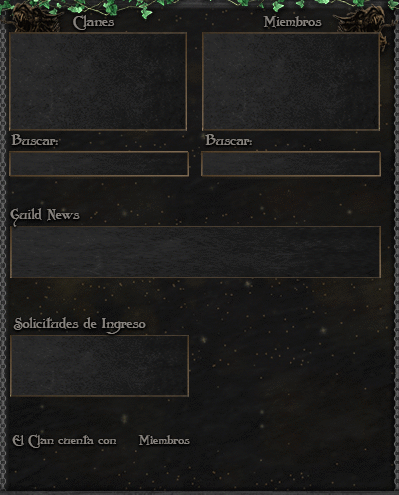 Clanes
Miembros
Buscar:
Buscar:
Guild News
Solicitudes de Ingreso
El Clan cuenta con Miembros